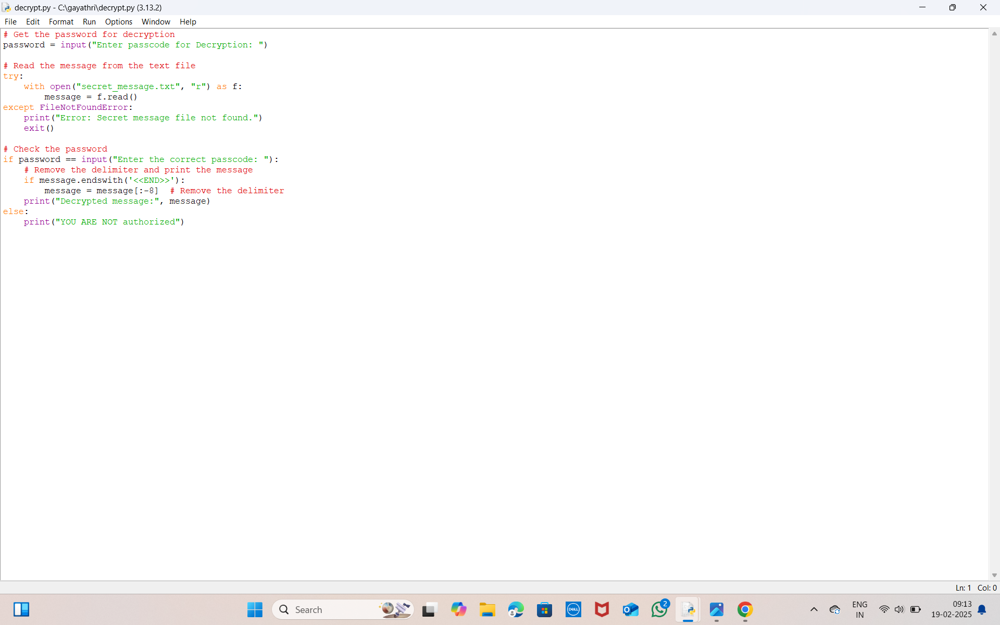 decrypt.py - C:\gayathri\decrypt.py (3.13.2)
File Edit Format Run Options Window Help
# Get the password for decryption
password = input("Enter passcode for Decryption: ")
# Read the message from the text file
try:
    with open("secret_message.txt", "r") as f:
        message = f.read()
except FileNotFoundError:
    print("Error: Secret message file not found.")
    exit()
# Check the password
if password == input("Enter the correct passcode: "):
    # Remove the delimiter and print the message
    if message.endswith('<<END>>'):
        message = message[:-8]  # Remove the delimiter
    print("Decrypted message:", message)
else:
    print("YOU ARE NOT authorized")
Ln: 1 Col: 0
Search
DELL
2
ENG
IN
09:13
19-02-2025